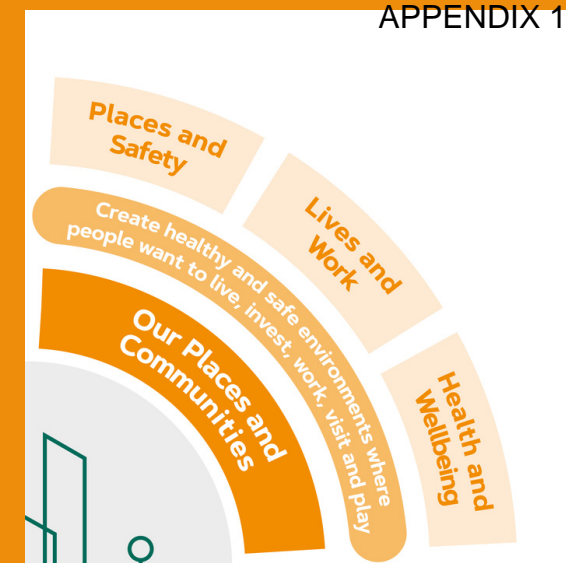 APPENDIX 1
Places and
Safety
Lives and
Work
Health and
Wellbeing
Create healthy and safe environments where
people want to live, invest, work, visit and play
Our Places and
Communities